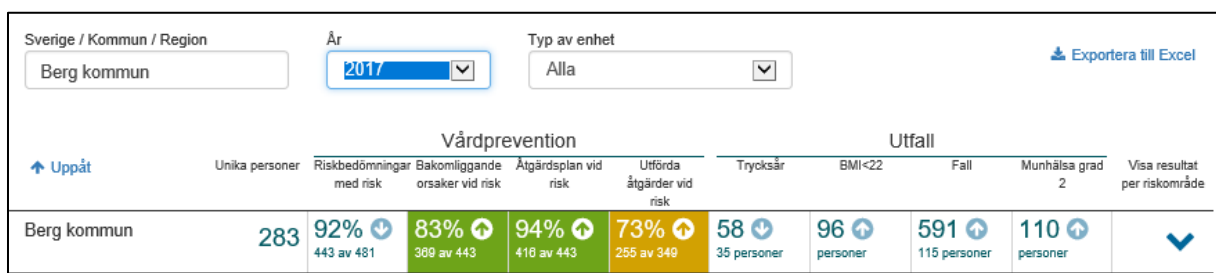 Sverige / Kommun / Region
År
Typ av enhet
Berg kommun
2017
Alla
Exportera till Excel
Vårdprevention
Utfall
Uppåt
Unika personer
Riskbedömningar
med risk
Bakomliggande
orsaker vid risk
Åtgärdsplan vid
risk
Utförda
åtgärder vid
risk
Trycksår
BMI<22
Fall
Munhälsa grad
2
Visa resultat
per riskområde
Berg kommun
283
92%
443 av 481
83%
369 av 443
94%
416 av 443
73%
255 av 349
58
35 personer
96
personer
591
115 personer
110
personer